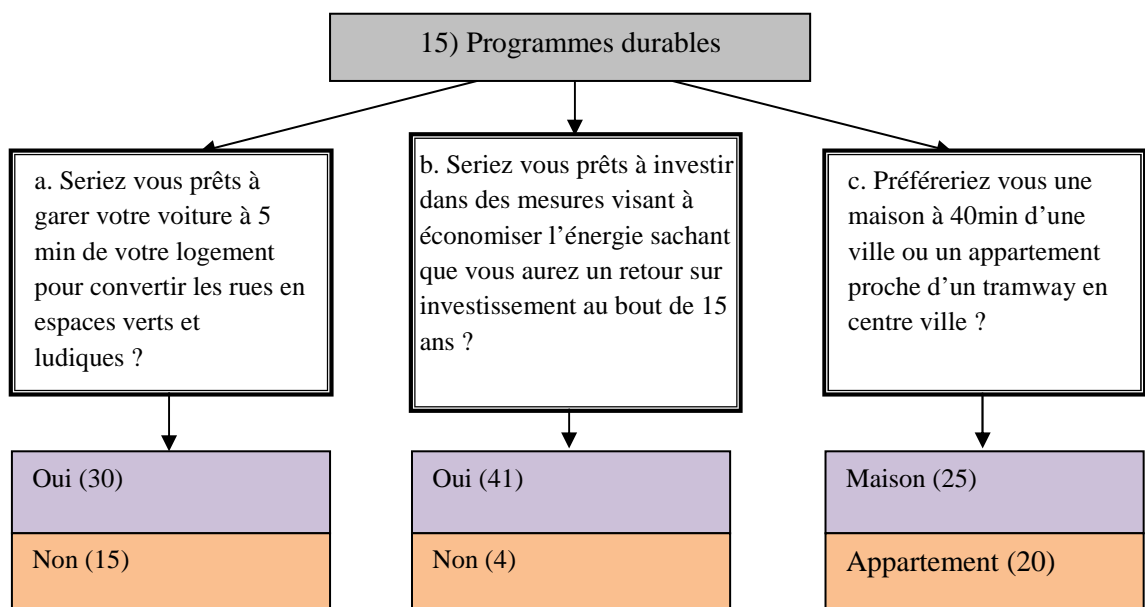 15) Programmes durables
a. Seriez vous prêts à
garer votre voiture à 5
min de votre logement
pour convertir les rues en
espaces verts et
ludiques ?
b. Seriez vous prêts à investir
dans des mesures visant à
économiser l’énergie sachant
que vous aurez un retour sur
investissement au bout de 15
ans ?
c. Préféreriez vous une
maison à 40min d’une
ville ou un appartement
proche d’un tramway en
centre ville ?
Oui (30)
Non (15)
Oui (41)
Non (4)
Maison (25)
Appartement (20)